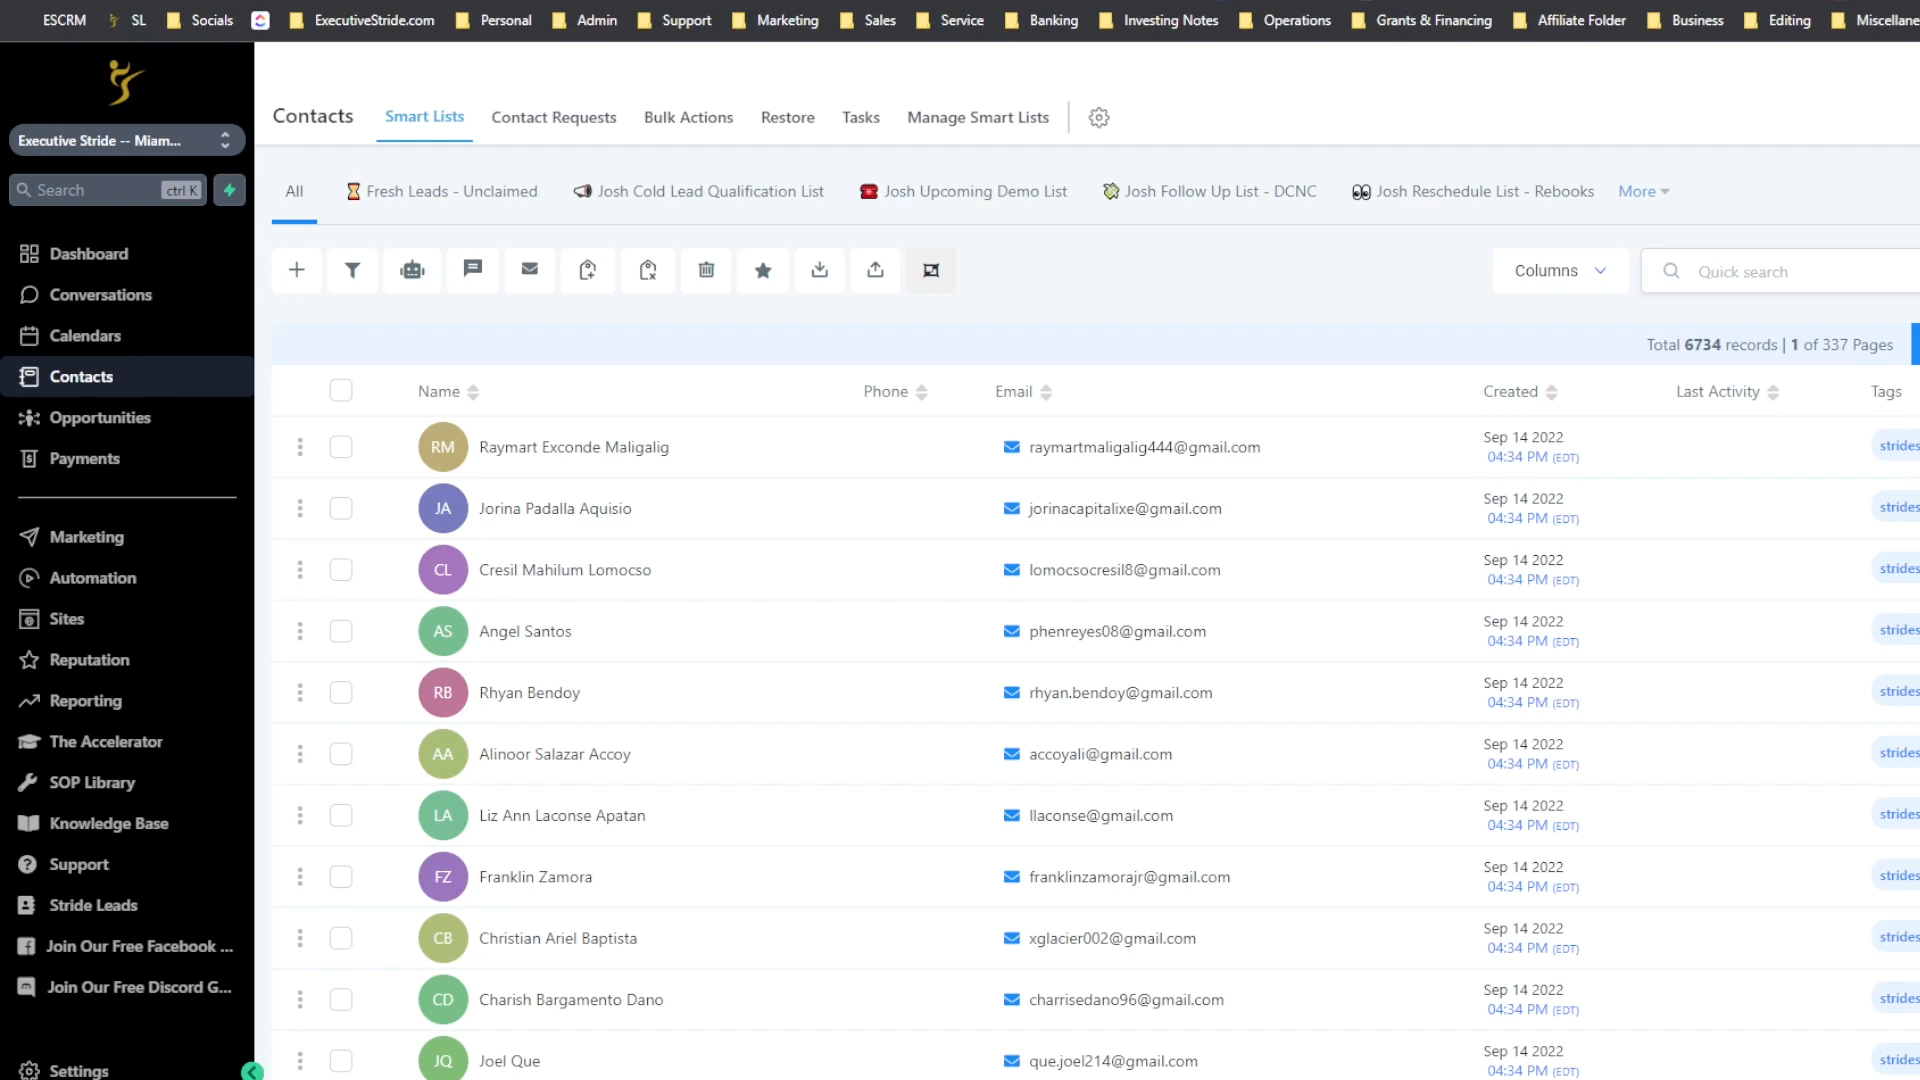 ESCRM SL Socials ExecutiveStride.com Personal Admin Support Marketing Sales Service Banking Investing Notes Operations Grants & Financing Affiliate Folder Business Editing Miscellane
Executive Stride -- Miam...
Search ctrl K
Dashboard
Conversations
Calendars
Contacts
Opportunities
Payments
Marketing
Automation
Sites
Reputation
Reporting
The Accelerator
SOP Library
Knowledge Base
Support
Stride Leads
Join Our Free Facebook ...
Join Our Free Discord G...
Settings
Contacts Smart Lists Contact Requests Bulk Actions Restore Tasks Manage Smart Lists
All Fresh Leads - Unclaimed Josh Cold Lead Qualification List Josh Upcoming Demo List Josh Follow Up List - DCNC Josh Reschedule List - Rebooks More
Columns Quick search
Total 6734 records | 1 of 337 Pages
Name Phone Email Created Last Activity Tags
RM Raymart Exconde Maligalig raymartmaligalig444@gmail.com Sep 14 2022 strides
04:34 PM (EDT)
JA Jorina Padalla Aquisio jorinacapitalixe@gmail.com Sep 14 2022 strides
04:34 PM (EDT)
CL Cresil Mahilum Lomocso lomocsocresil8@gmail.com Sep 14 2022 strides
04:34 PM (EDT)
AS Angel Santos phenreyes08@gmail.com Sep 14 2022 strides
04:34 PM (EDT)
RB Rhyan Bendoy rhyan.bendoy@gmail.com Sep 14 2022 strides
04:34 PM (EDT)
AA Alinoor Salazar Accoy accoyali@gmail.com Sep 14 2022 strides
04:34 PM (EDT)
LA Liz Ann Laconse Apatan llaconse@gmail.com Sep 14 2022 strides
04:34 PM (EDT)
FZ Franklin Zamora franklinzamorajr@gmail.com Sep 14 2022 strides
04:34 PM (EDT)
CB Christian Ariel Baptista xglacier002@gmail.com Sep 14 2022 strides
04:34 PM (EDT)
CD Charish Bargamento Dano charrisedano96@gmail.com Sep 14 2022 strides
04:34 PM (EDT)
JQ Joel Que que.joel214@gmail.com Sep 14 2022 strides
04:34 PM (EDT)